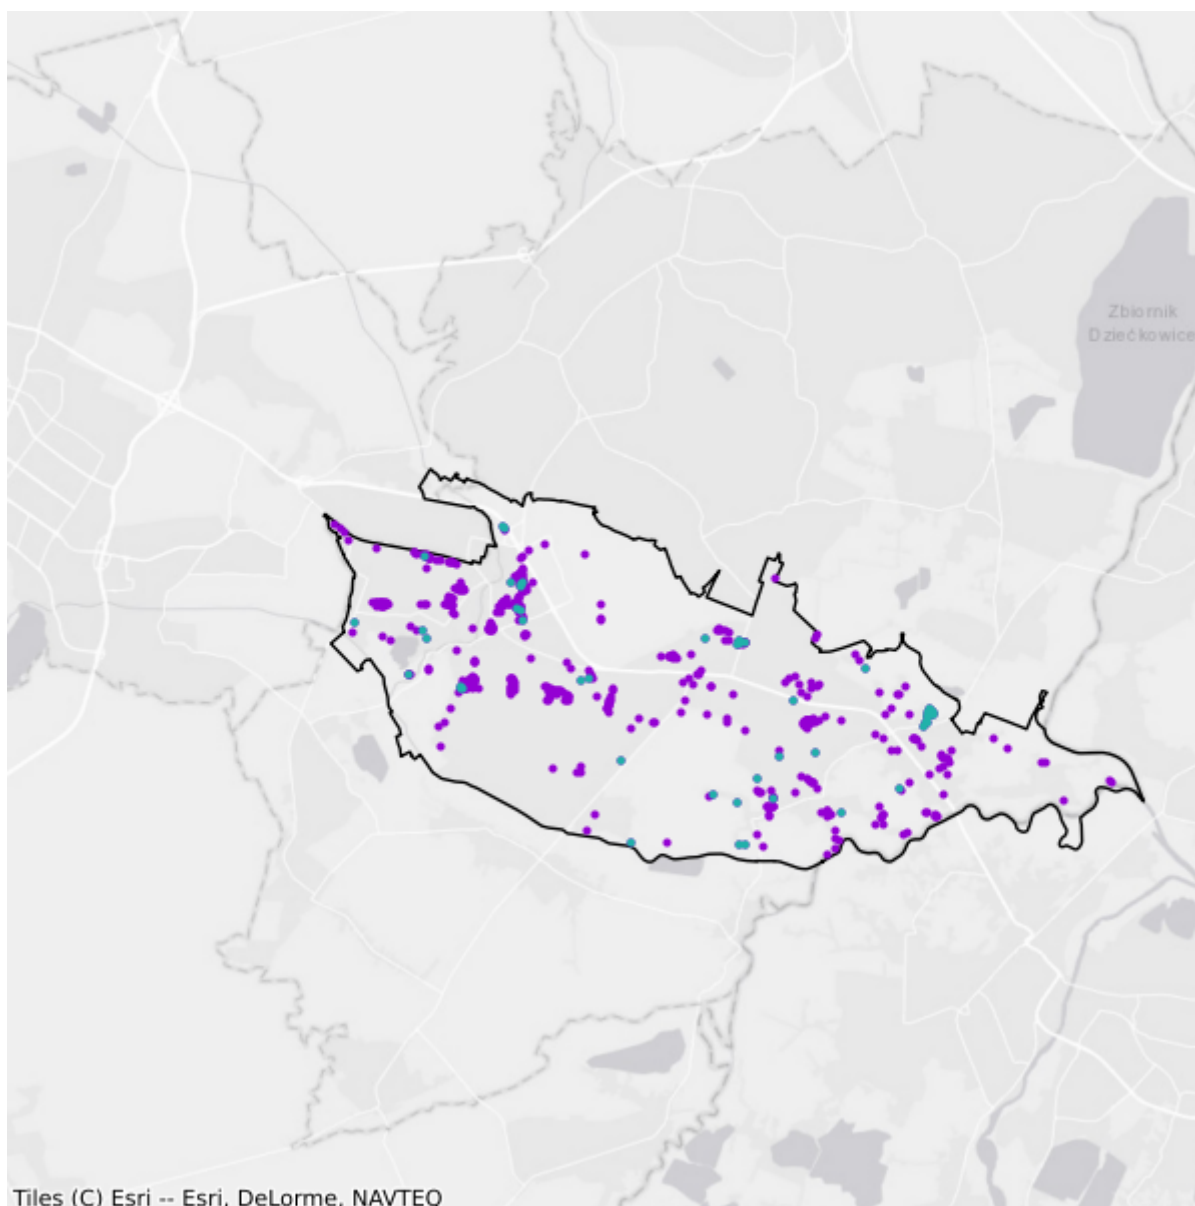 Zbiornik
Dziećkowice
Tiles (C) Esri -- Esri, DeLorme, NAVTEQ